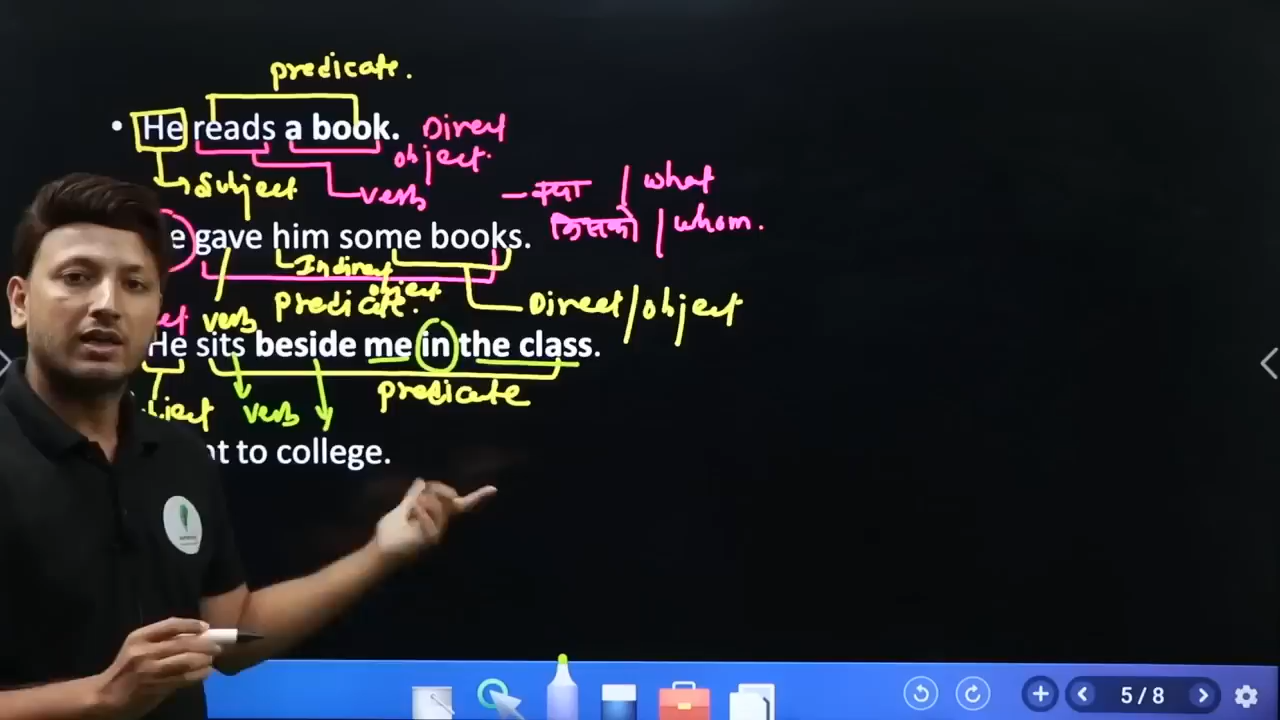 predicate.
• He reads a book. Direct
object.
Subject verb – क्या / what
किसको / whom.
gave him some books.
Indirect
object
verb predicate. Direct/object
He sits beside me in the class.
predicate
verb
to college.
5 / 8